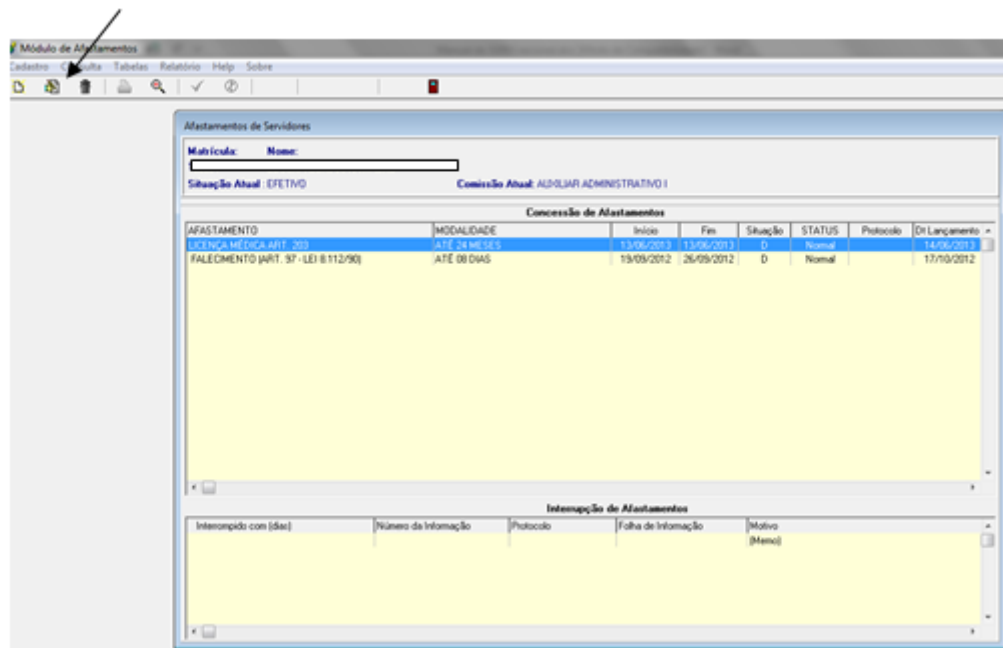 Módulo de Afastamentos
Cadastro Consulta Tabelas Relatório Help Sobre
Afastamentos de Servidores
Matrícula: Nome:
Situação Atual : EFETIVO Comissão Atual: AUXILIAR ADMINISTRATIVO I
Concessão de Afastamentos
AFASTAMENTO MODALIDADE Início Fim Situação STATUS Protocolo Dt Lançamento
LICENÇA MÉDICA ART. 203 ATÉ 24 MESES 13/06/2013 13/06/2013 D Normal 14/06/2013
FALECIMENTO (ART. 97 - LEI 8.112/90) ATÉ 08 DIAS 19/09/2012 26/09/2012 D Normal 17/10/2012
Interrupção de Afastamentos
Interrompido com (dias) Número da Informação Protocolo Folha de Informação Motivo
(Memo)